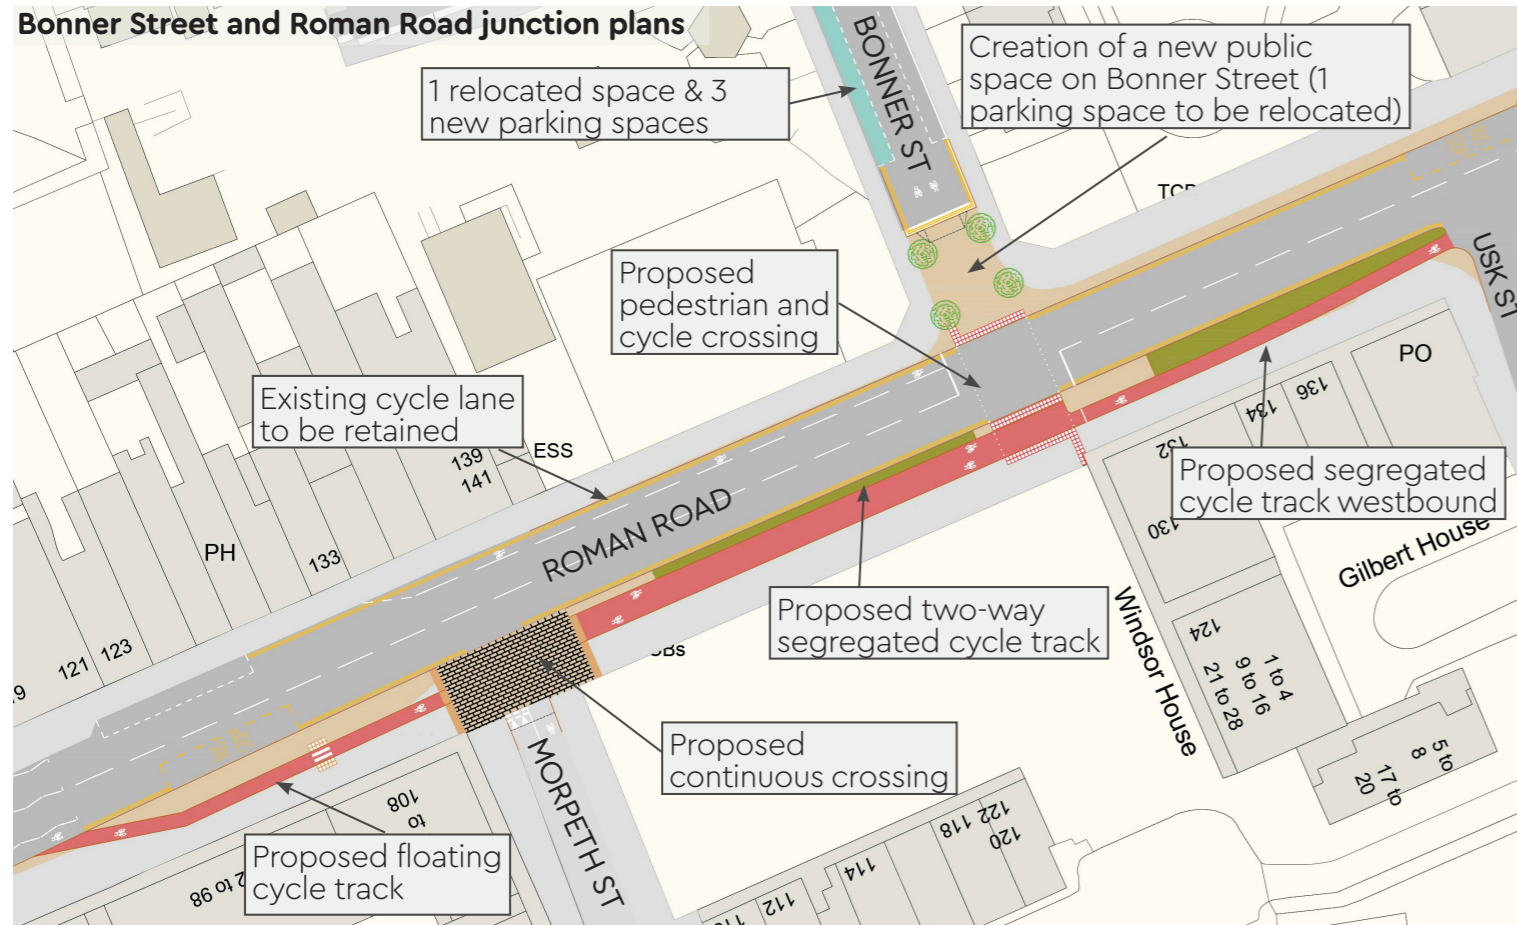 Bonner Street and Roman Road junction plans
BONNER ST
1 relocated space & 3
new parking spaces
Creation of a new public
space on Bonner Street (1
parking space to be relocated)
USK ST
Proposed
pedestrian and
cycle crossing
PO
136
134
132
130
Existing cycle lane
to be retained
ESS
139
141
Proposed segregated
cycle track westbound
ROMAN ROAD
PH
133
123
121
Gilbert House
Proposed two-way
segregated cycle track
Windsor House
124
1 to 4
9 to 16
21 to 28
Proposed
continuous crossing
MORPETH ST
5 to
8
17 to
20
108
to
Proposed floating
cycle track
2 to 98
122
120
118
114
112